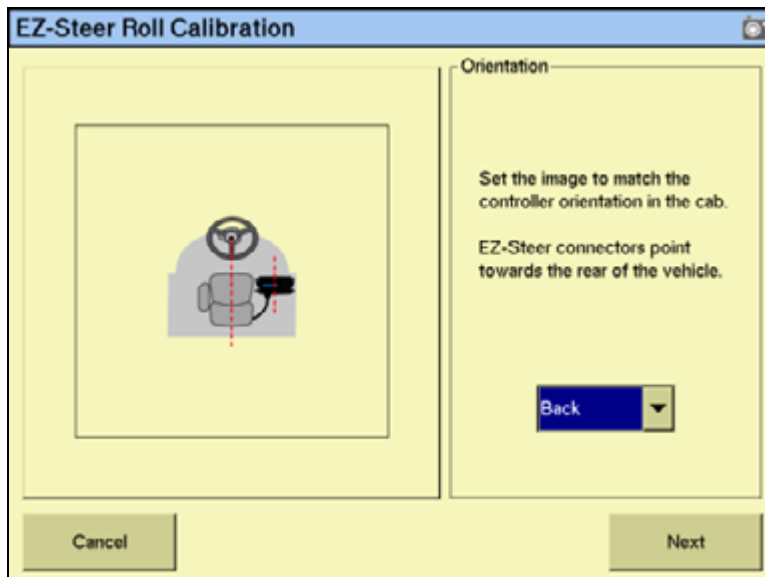 EZ-Steer Roll Calibration
Orientation
Set the image to match the
controller orientation in the cab.
EZ-Steer connectors point
towards the rear of the vehicle.
Back
Cancel
Next